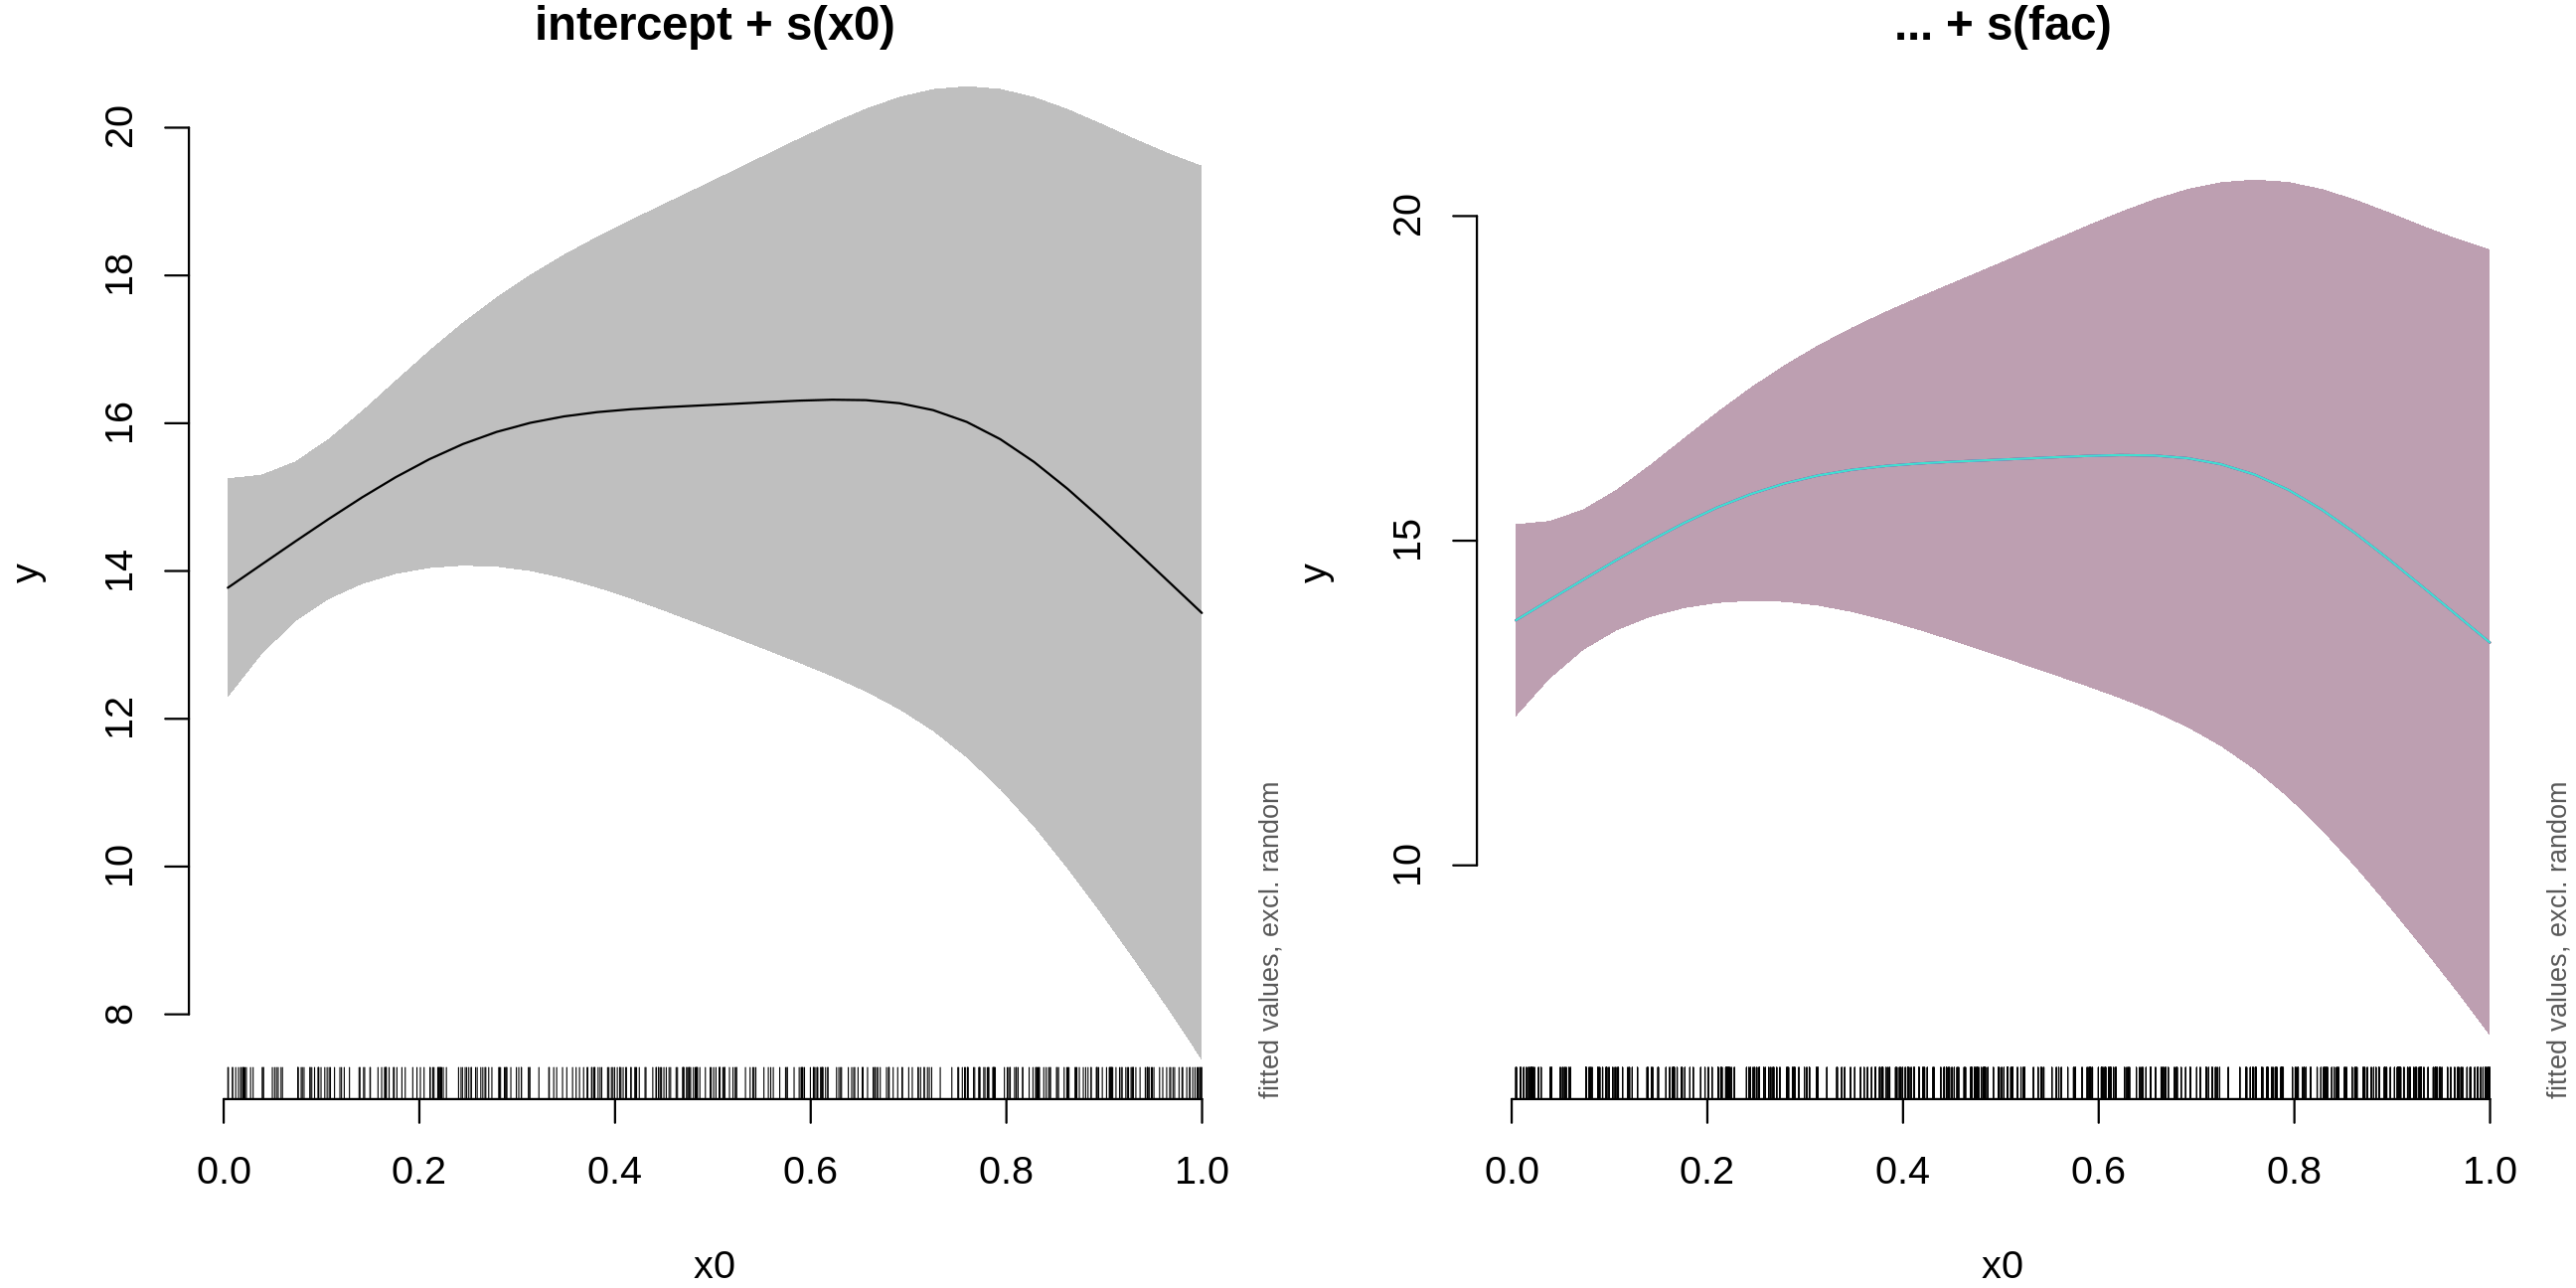 intercept + s(x0)
20
18
16
14
12
10
8
y
0.0 0.2 0.4 0.6 0.8 1.0
x0
fitted values, excl. random
... + s(fac)
20
15
10
y
0.0 0.2 0.4 0.6 0.8 1.0
x0
fitted values, excl. random